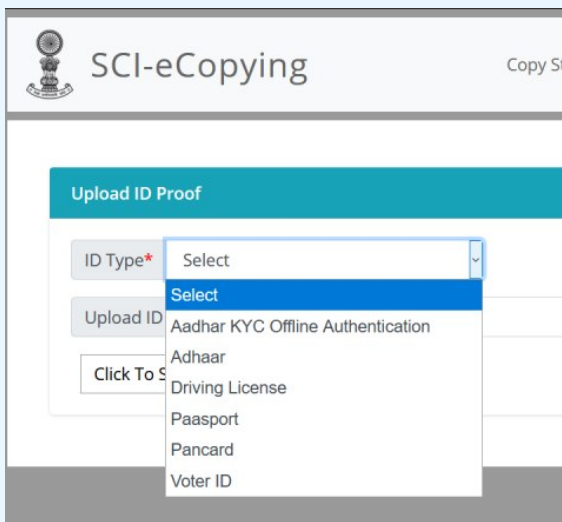 SCI-eCopying
Copy St
Upload ID Proof
ID Type* Select
Select
Upload ID
Aadhar KYC Offline Authentication
Adhaar
Click To S
Driving License
Paasport
Pancard
Voter ID